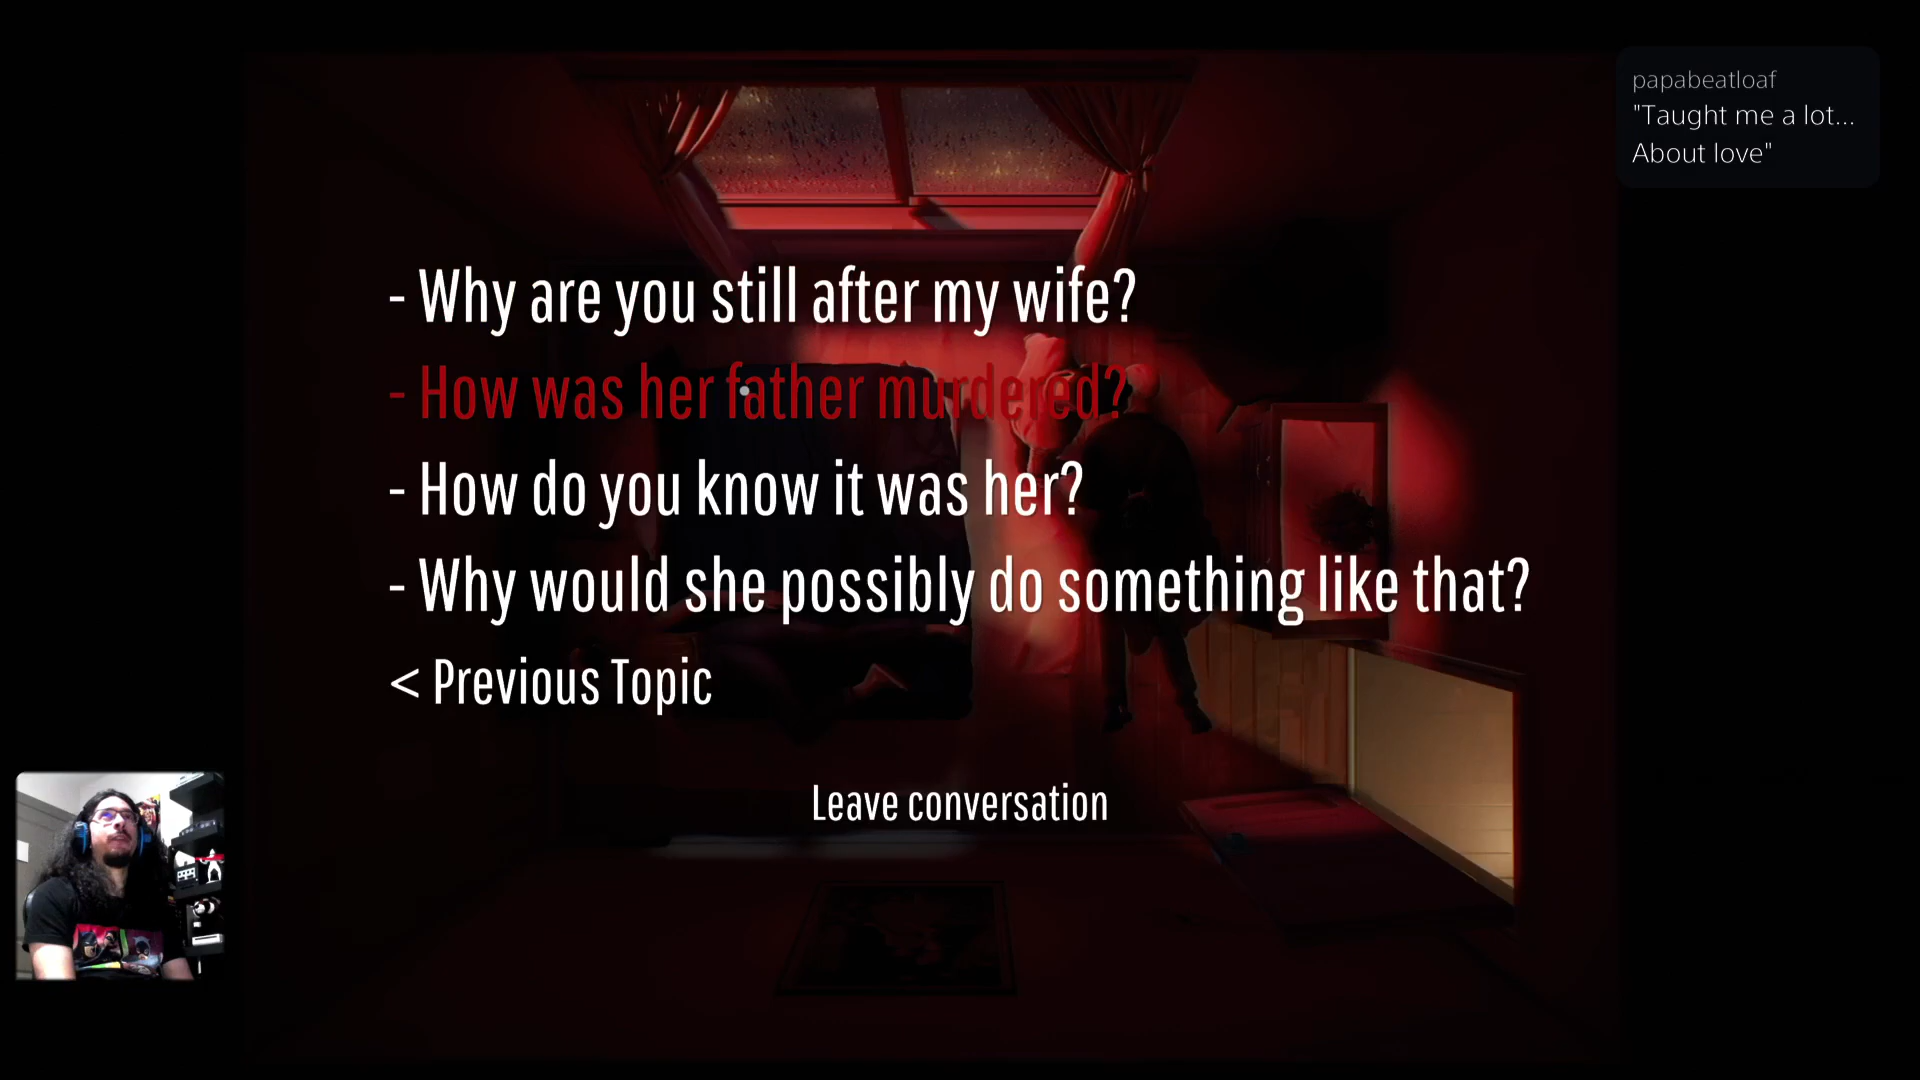 papabeatloaf
"Taught me a lot...
About love"
- Why are you still after my wife?
- How was her father murdered?
- How do you know it was her?
- Why would she possibly do something like that?
< Previous Topic
Leave conversation